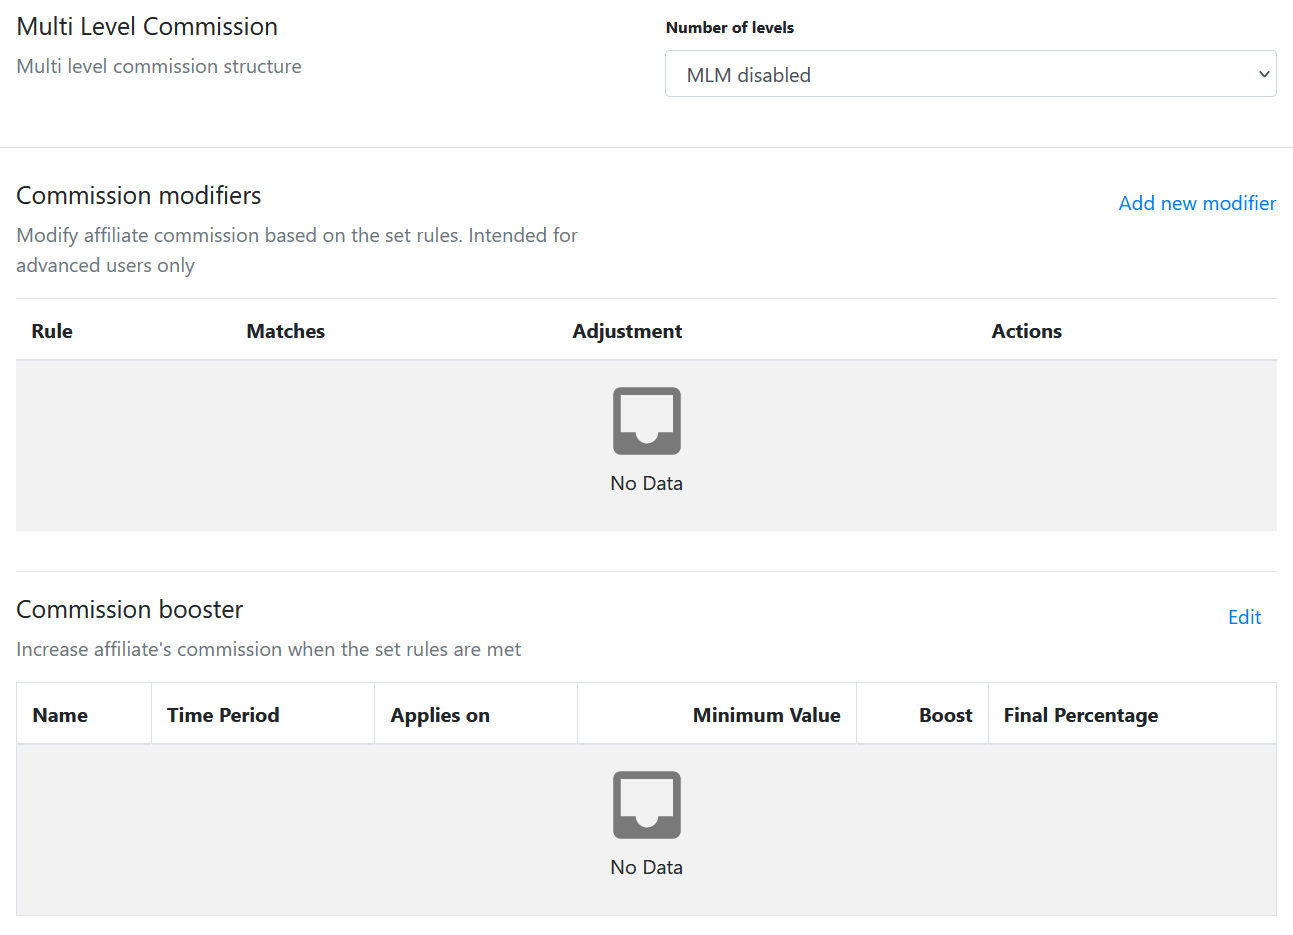 Multi Level Commission
Multi level commission structure
Number of levels
MLM disabled
Commission modifiers
Add new modifier
Modify affiliate commission based on the set rules. Intended for
advanced users only
Rule Matches Adjustment Actions
No Data
Commission booster
Edit
Increase affiliate's commission when the set rules are met
Name Time Period Applies on Minimum Value Boost Final Percentage
No Data